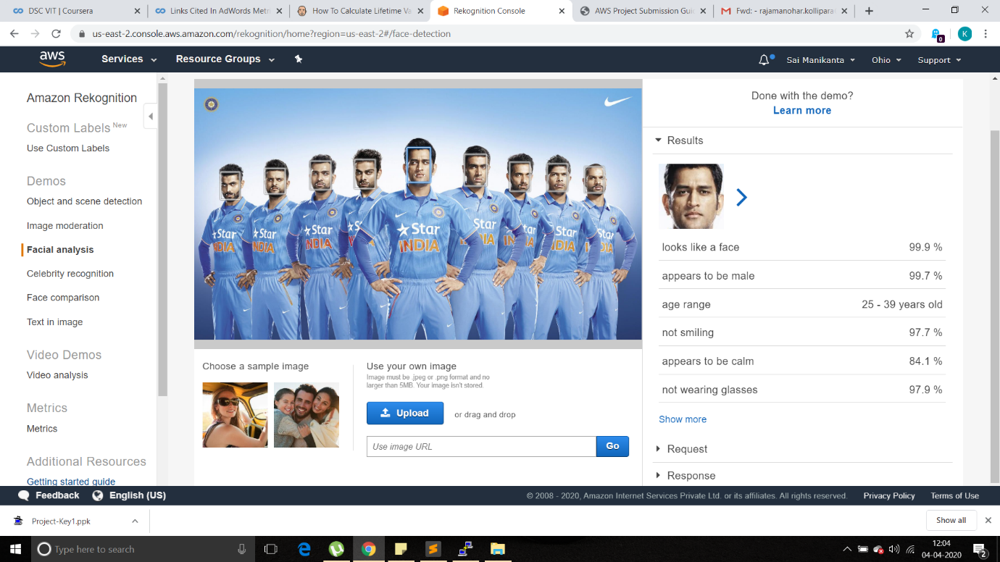 DSC VIT | Coursera
Links Cited In AdWords Metri
How To Calculate Lifetime Va
Rekognition Console
AWS Project Submission Gui
Fwd: - rajamanohar.kollipara
us-east-2.console.aws.amazon.com/rekognition/home?region=us-east-2#/face-detection
0
K
aws
Services
Resource Groups
Sai Manikanta
Ohio
Support
Amazon Rekognition
Custom Labels New
Use Custom Labels
Demos
Object and scene detection
Image moderation
Facial analysis
Celebrity recognition
Face comparison
Text in image
Video Demos
Video analysis
Metrics
Metrics
Additional Resources
Getting started guide
Star Star Star Star Star Star Star
INDIA INDIA INDIA INDIA
Choose a sample image
Use your own image
Image must be .jpeg or .png format and no
larger than 5MB. Your image isn't stored.
Upload
or drag and drop
Use image URL
Go
Done with the demo?
Learn more
Results
looks like a face 99.9 %
appears to be male 99.7 %
age range 25 - 39 years old
not smiling 97.7 %
appears to be calm 84.1 %
not wearing glasses 97.9 %
Show more
Request
Response
Feedback
English (US)
© 2008 - 2020, Amazon Internet Services Private Ltd. or its affiliates. All rights reserved.
Privacy Policy
Terms of Use
Project-Key1.ppk
Show all
Type here to search
12:04
04-04-2020
2